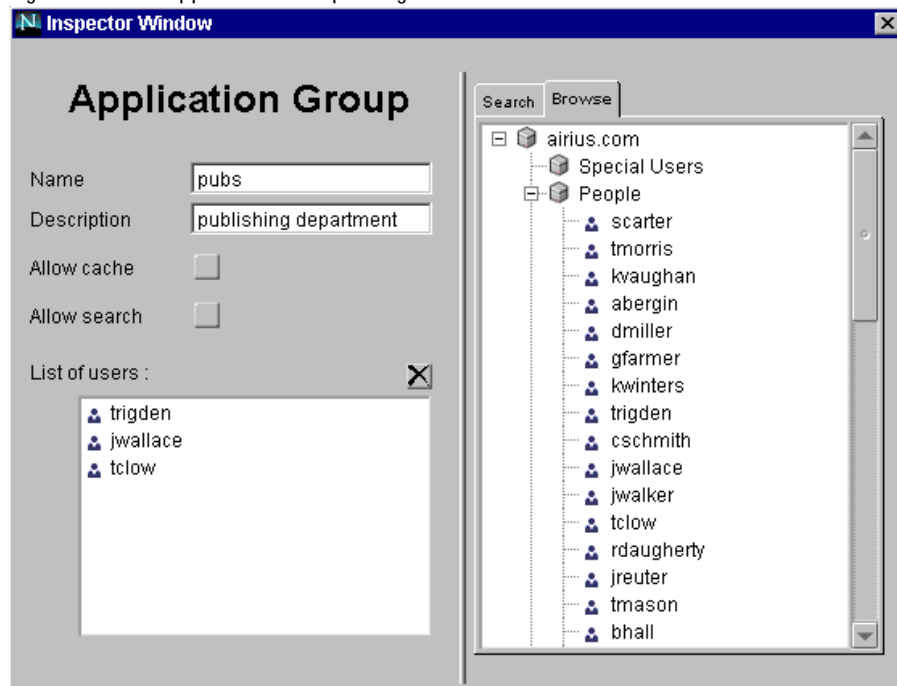 Inspector Window
Application Group
Name
pubs
Description
publishing department
Allow cache
Allow search
List of users :
trigden
jwallace
tclow
Search Browse
airius.com
Special Users
People
scarter
tmorris
kvaughan
abergin
dmiller
gfarmer
kwinters
trigden
cschmith
jwallace
jwalker
tclow
rdaugherty
jreuter
tmason
bhall